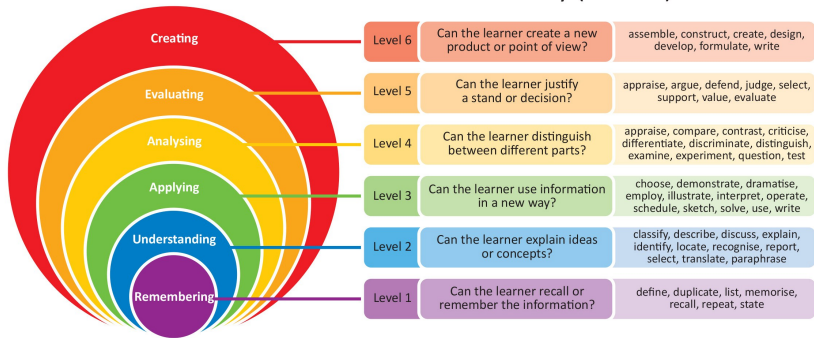 Creating
Level 6
Can the learner create a new
product or point of view?
assemble, construct, create, design,
develop, formulate, write
Evaluating
Level 5
Can the learner justify
a stand or decision?
appraise, argue, defend, judge, select,
support, value, evaluate
Analysing
Level 4
Can the learner distinguish
between different parts?
appraise, compare, contrast, criticise,
differentiate, discriminate, distinguish,
examine, experiment, question, test
Applying
Level 3
Can the learner use information
in a new way?
choose, demonstrate, dramatise,
employ, illustrate, interpret, operate,
schedule, sketch, solve, use, write
Understanding
Level 2
Can the learner explain ideas
or concepts?
classify, describe, discuss, explain,
identify, locate, recognise, report,
select, translate, paraphrase
Remembering
Level 1
Can the learner recall or
remember the information?
define, duplicate, list, memorise,
recall, repeat, state